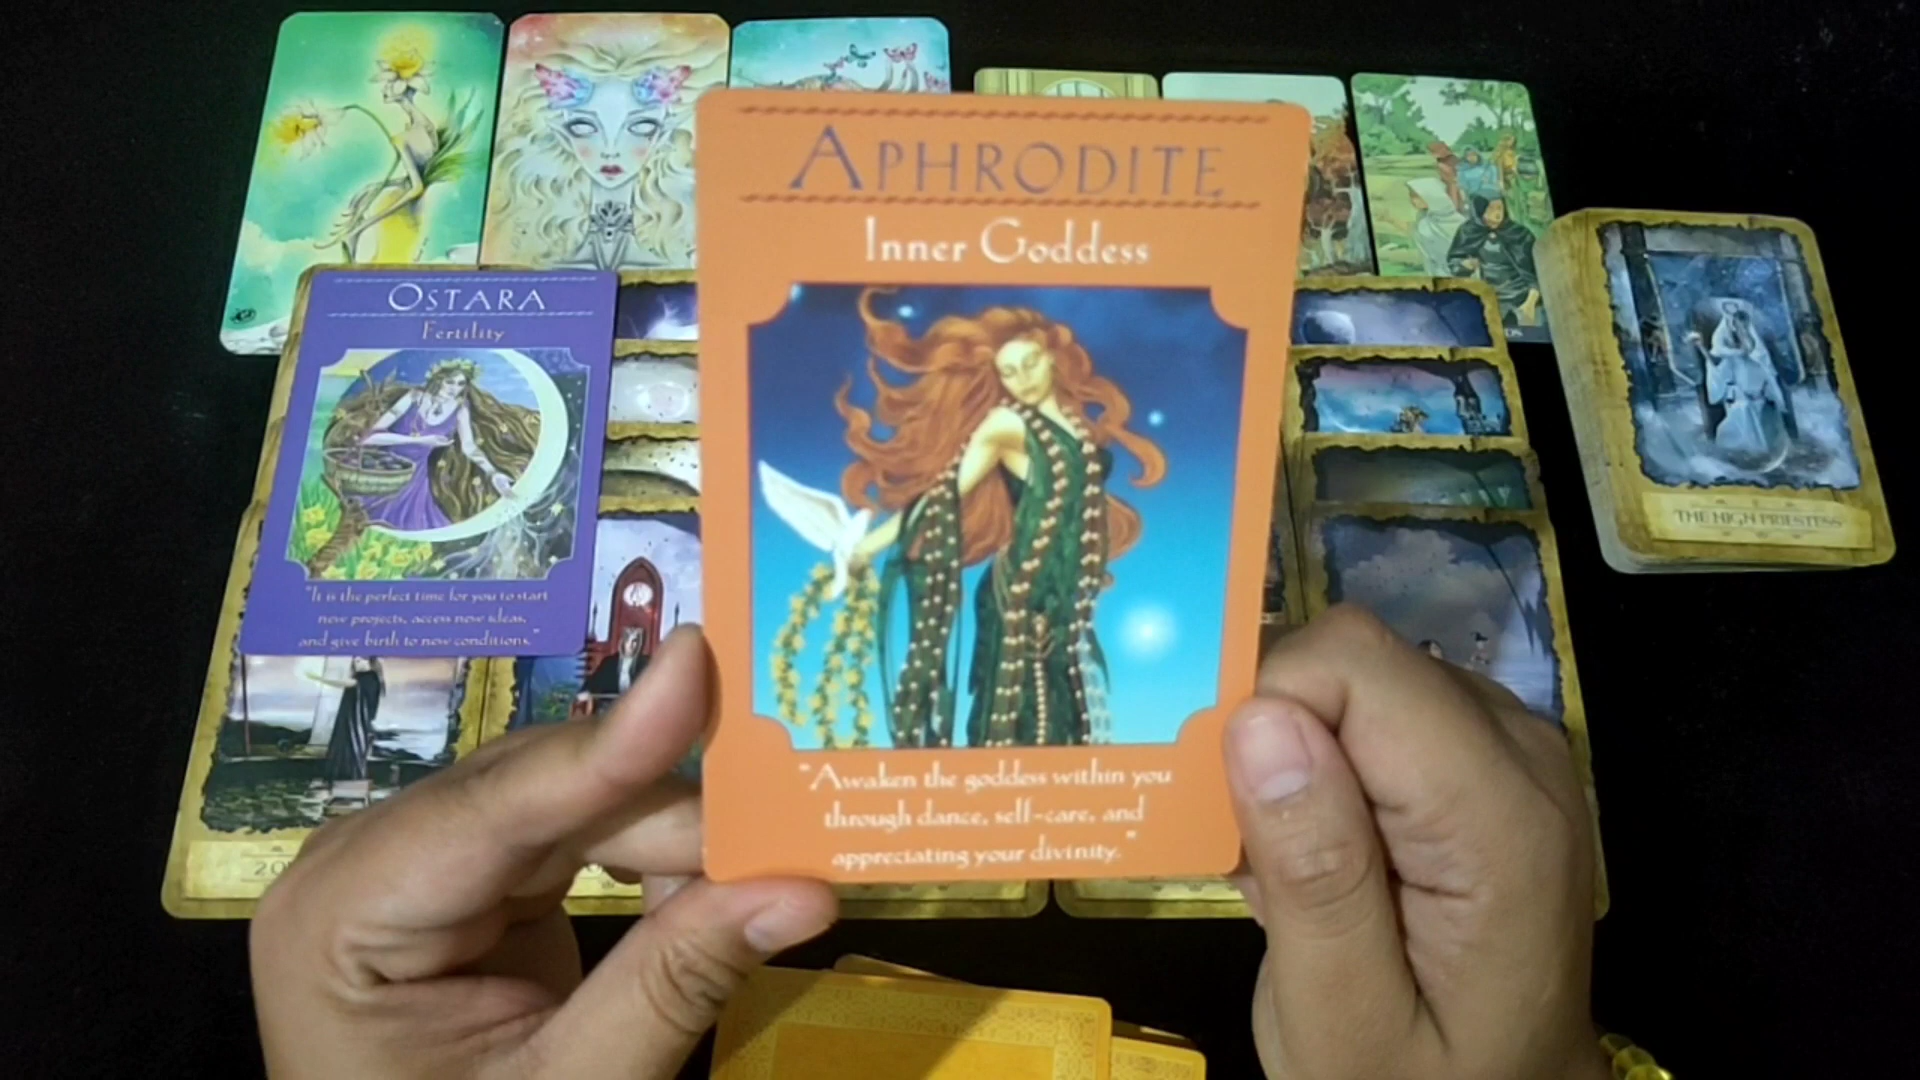 APHRODITE
Inner Goddess
"Awaken the goddess within you
through dance, self-care, and
appreciating your divinity."
OSTARA
Fertility
"It is the perfect time for you to start
new projects, access new ideas,
and give birth to new conditions."
THE HIGH PRIESTESS